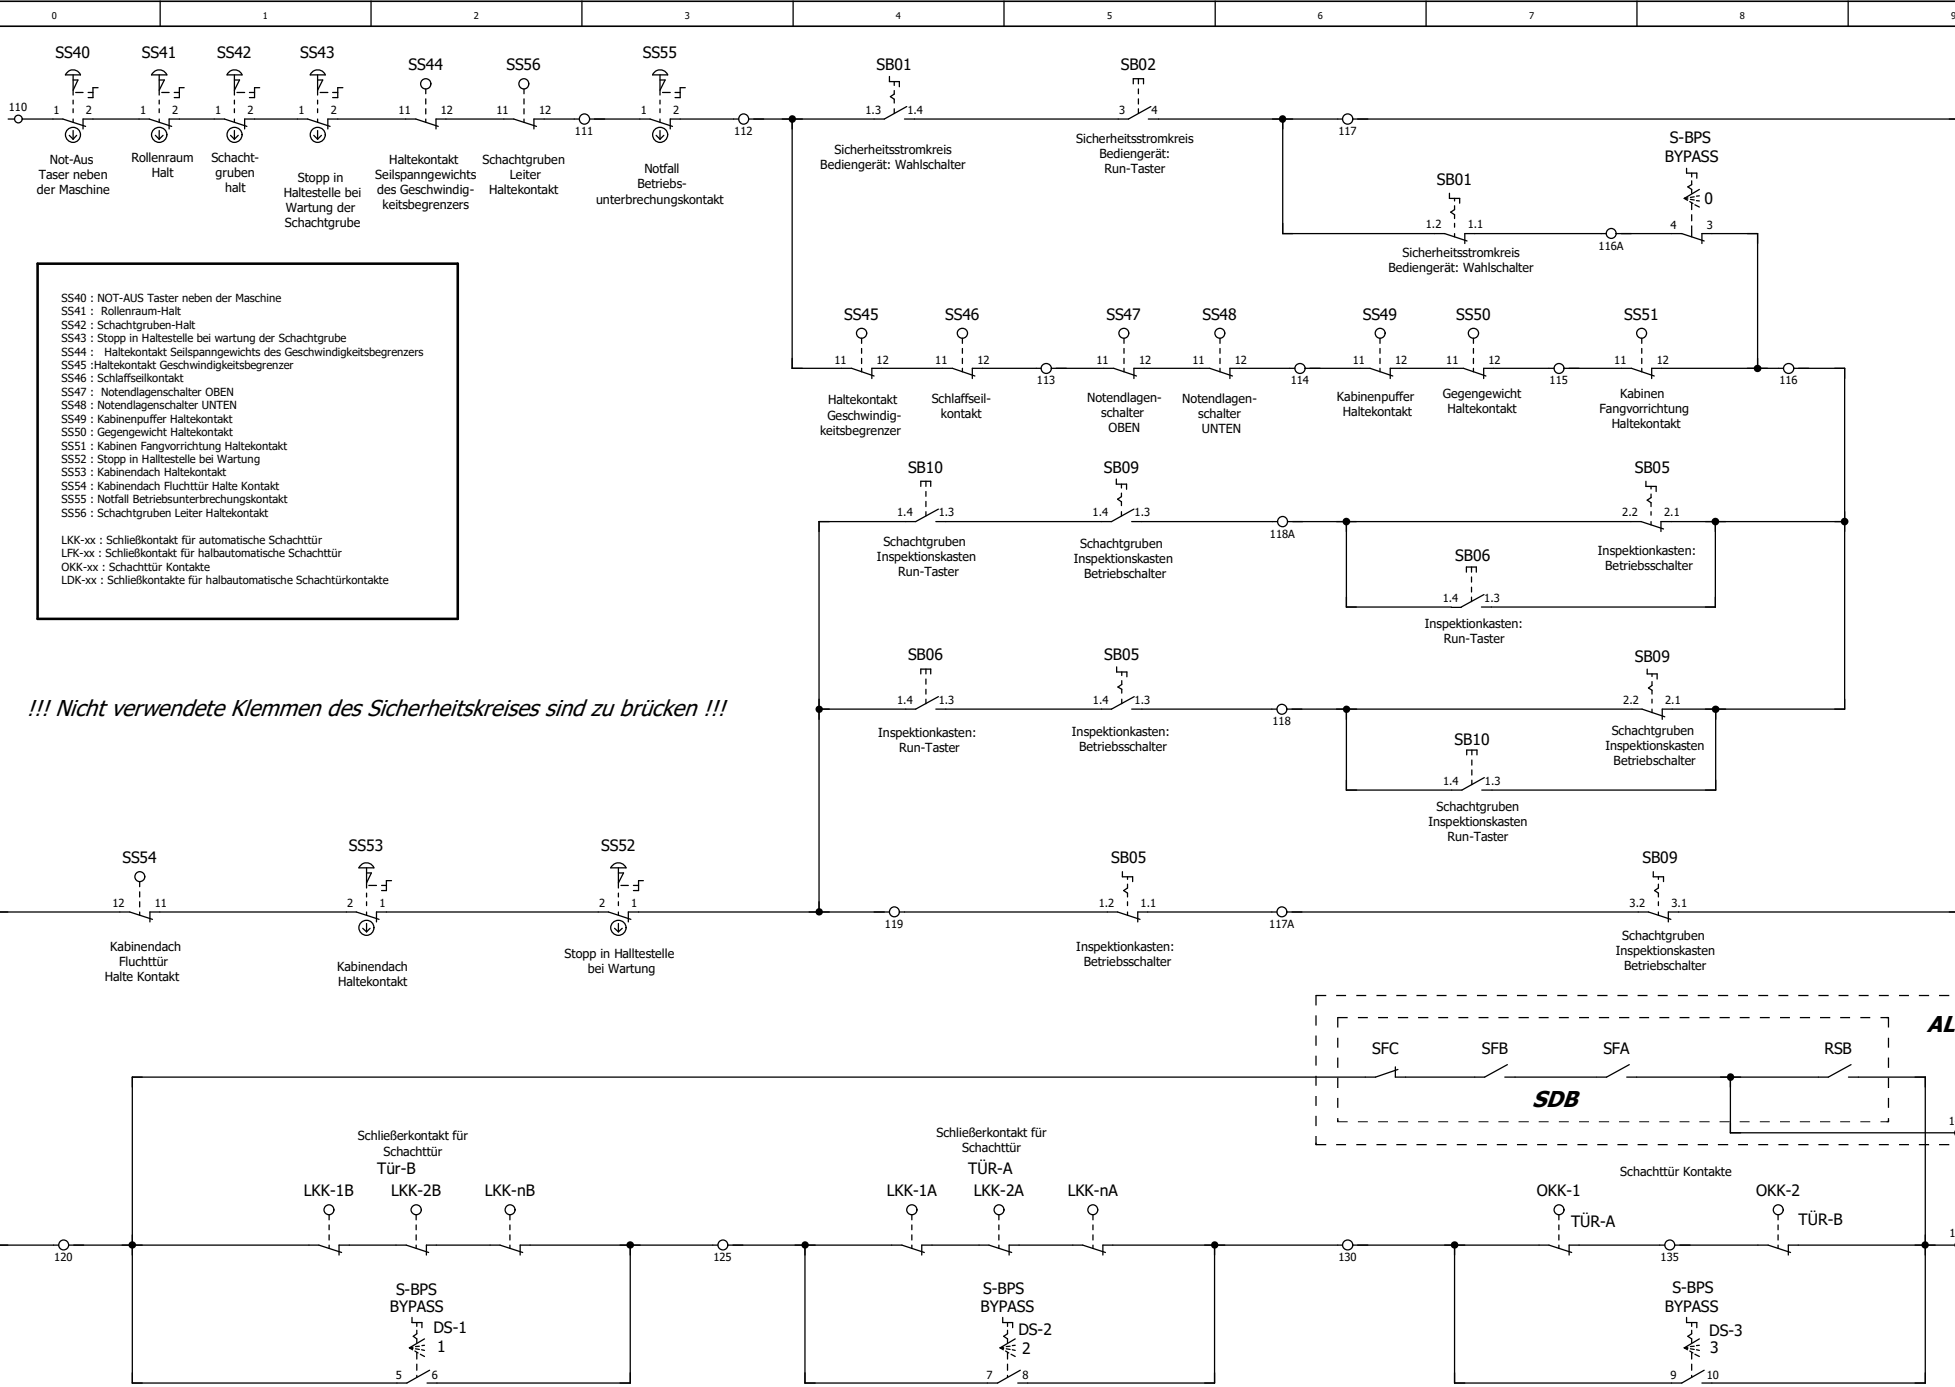 0 1 2 3 4 5 6 7 8 9
SS40 SS41 SS42 SS43 SS44 SS56 SS55 SB01 SB02
110 1 2 1 2 1 2 1 2 11 12 11 12 111 1 2 112 1.3 1.4 3 4 117
Not-Aus
Taser neben
der Maschine
Rollenraum
Halt
Schacht-
gruben
halt
Stopp in
Haltestelle bei
Wartung der
Schachtgrube
Haltekontakt
Seilspanngewichts
des Geschwindig-
keitsbegrenzers
Schachtgruben
Leiter
Haltekontakt
Notfall
Betriebs-
unterbrechungskontakt
Sicherheitsstromkreis
Bediengerät: Wahlschalter
Sicherheitsstromkreis
Bediengerät:
Run-Taster
SB01
S-BPS
BYPASS
0
1.2 1.1 116A 4 3
Sicherheitsstromkreis
Bediengerät: Wahlschalter
SS40 : NOT-AUS Taster neben der Maschine
SS41 : Rollenraum-Halt
SS42 : Schachtgruben-Halt
SS43 : Stopp in Haltestelle bei wartung der Schachtgrube
SS44 : Haltekontakt Seilspanngewichts des Geschwindigkeitsbegrenzers
SS45 :Haltekontakt Geschwindigkeitsbegrenzer
SS46 : Schlaffseilkontakt
SS47 : Notendlagenschalter OBEN
SS48 : Notendlagenschalter UNTEN
SS49 : Kabinenpuffer Haltekontakt
SS50 : Gegengewicht Haltekontakt
SS51 : Kabinen Fangvorrichtung Haltekontakt
SS52 : Stopp in Halltestelle bei Wartung
SS53 : Kabinendach Haltekontakt
SS54 : Kabinendach Fluchttür Halte Kontakt
SS55 : Notfall Betriebsunterbrechungskontakt
SS56 : Schachtgruben Leiter Haltekontakt
LKK-xx : Schließkontakt für automatische Schachttür
LFK-xx : Schließkontakt für halbautomatische Schachttür
OKK-xx : Schachttür Kontakte
LDK-xx : Schließkontakte für halbautomatische Schachtürkontakte
SS45 SS46 SS47 SS48 SS49 SS50 SS51
11 12 11 12 113 11 12 11 12 114 11 12 11 12 115 11 12 116
Haltekontakt
Geschwindig-
keitsbegrenzer
Schlaffseil-
kontakt
Notendlagen-
schalter
OBEN
Notendlagen-
schalter
UNTEN
Kabinenpuffer
Haltekontakt
Gegengewicht
Haltekontakt
Kabinen
Fangvorrichtung
Haltekontakt
SB10 SB09 SB05
1.4 1.3 1.4 1.3 118A 2.2 2.1
Schachtgruben
Inspektionskasten
Run-Taster
Schachtgruben
Inspektionskasten
Betriebschalter
Inspektionkasten:
Betriebsschalter
SB06
1.4 1.3
Inspektionkasten:
Run-Taster
SB06 SB05 SB09
1.4 1.3 1.4 1.3 118 2.2 2.1
Inspektionkasten:
Run-Taster
Inspektionkasten:
Betriebsschalter
Schachtgruben
Inspektionskasten
Betriebschalter
!!! Nicht verwendete Klemmen des Sicherheitskreises sind zu brücken !!!
SB10
1.4 1.3
Schachtgruben
Inspektionskasten
Run-Taster
SS54 SS53 SS52 SB05 SB09
12 11 2 1 2 1 119 1.2 1.1 117A 3.2 3.1
Kabinendach
Fluchttür
Halte Kontakt
Kabinendach
Haltekontakt
Stopp in Halltestelle
bei Wartung
Inspektionkasten:
Betriebsschalter
Schachtgruben
Inspektionskasten
Betriebschalter
AL
SFC SFB SFA RSB
SDB
1
Schließerkontakt für
Schachttür
Tür-B
LKK-1B LKK-2B LKK-nB
Schließerkontakt für
Schachttür
TÜR-A
LKK-1A LKK-2A LKK-nA
Schachttür Kontakte
OKK-1 OKK-2
TÜR-A TÜR-B
1
120 125 130 135
S-BPS
BYPASS
DS-1
1
5 6
S-BPS
BYPASS
DS-2
2
7 8
S-BPS
BYPASS
DS-3
3
9 10